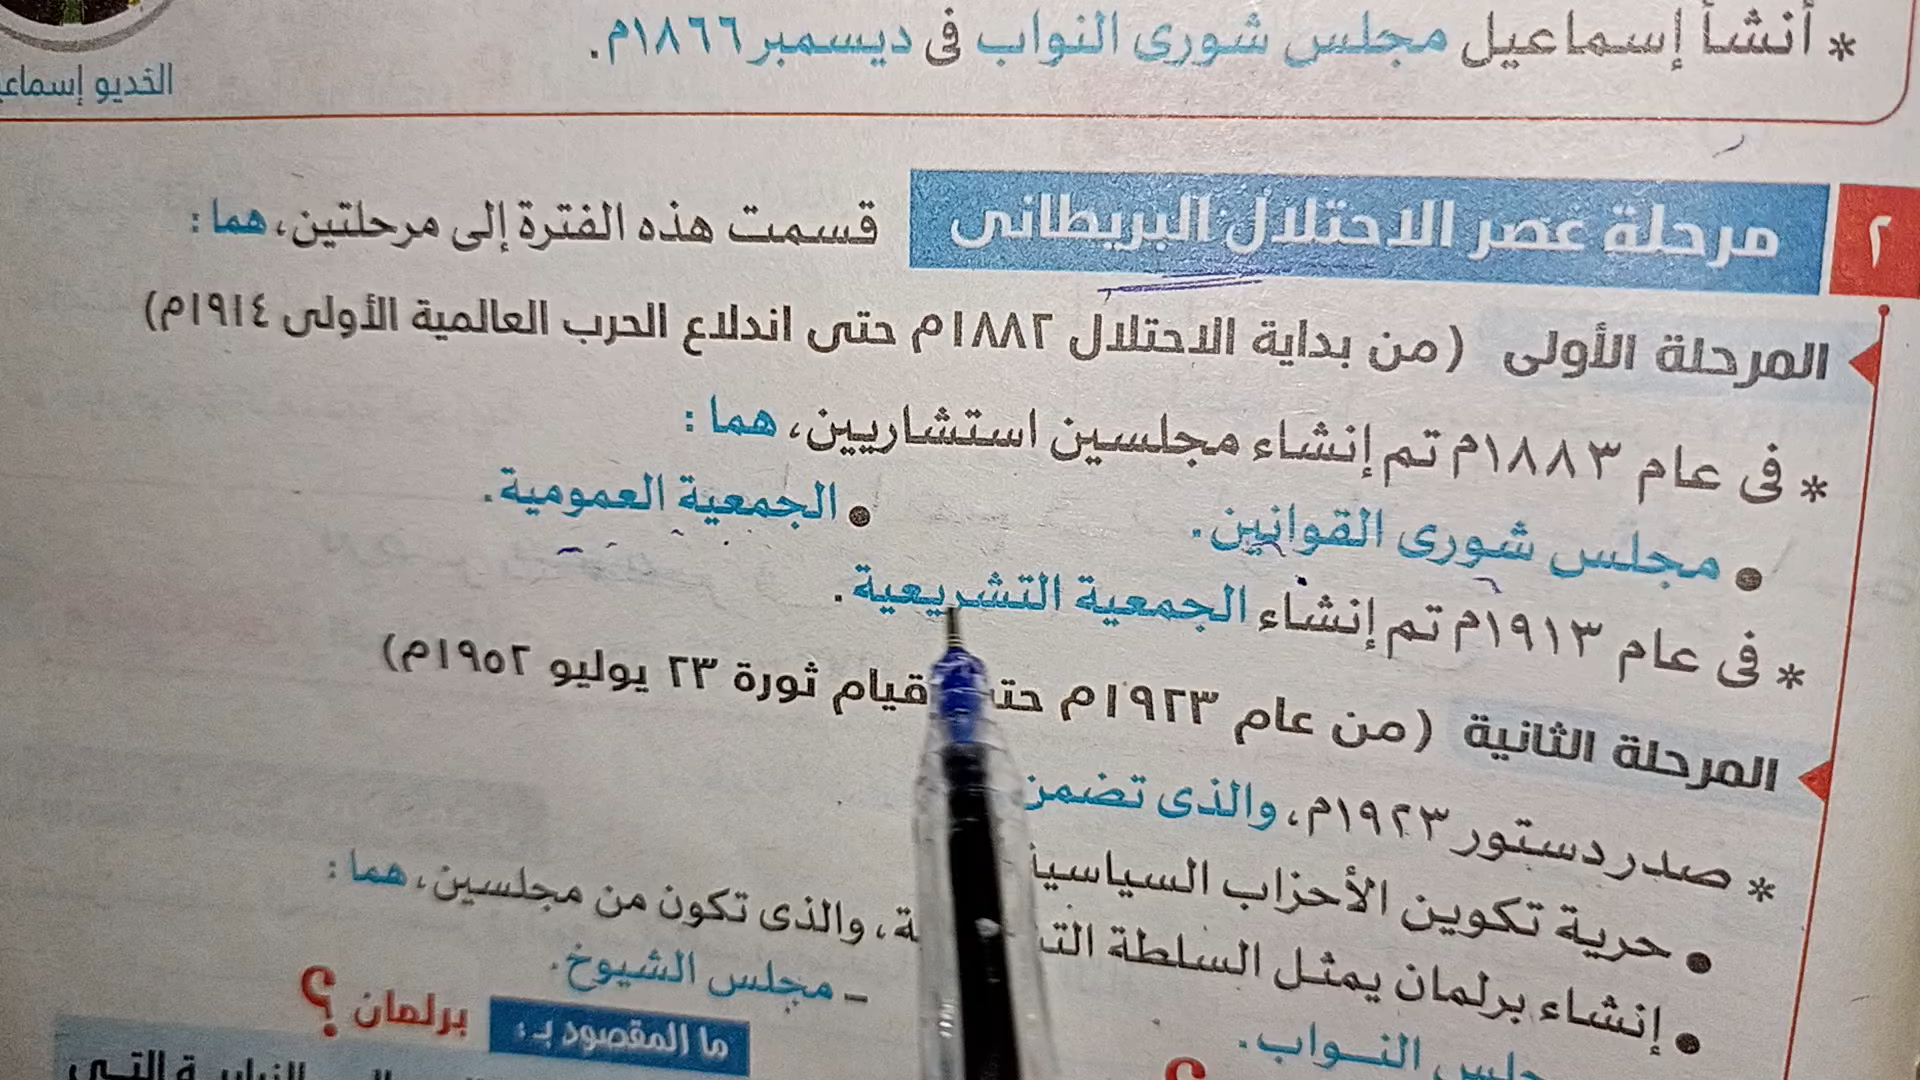 * أنشأ إسماعيل مجلس شورى النواب فى ديسمبر ١٨٦٦م.
الخديو
٢ مرحلة عصر الاحتلال البريطانى قسمت هذه الفترة إلى مرحلتين، هما :
المرحلة الأولى (من بداية الاحتلال ١٨٨٢م حتى اندلاع الحرب العالمية الأولى ١٩١٤م)
* فى عام ١٨٨٣م تم إنشاء مجلسين استشاريين، هما :
• مجلس شورى القوانين. • الجمعية العمومية.
* فى عام ١٩١٣م تم إنشاء الجمعية التشريعية.
المرحلة الثانية (من عام ١٩٢٣م قيام ثورة ٢٣ يوليو ١٩٥٢م)
* صدر دستور ١٩٢٣م، والذى تضمن
• حرية تكوين الأحزاب
• إنشاء برلمان يمثل السلطة ، والذى تكون من مجلسين، هما :
النـواب. – مجلس الشيوخ.
ما المقصود بـ : برلمان ؟